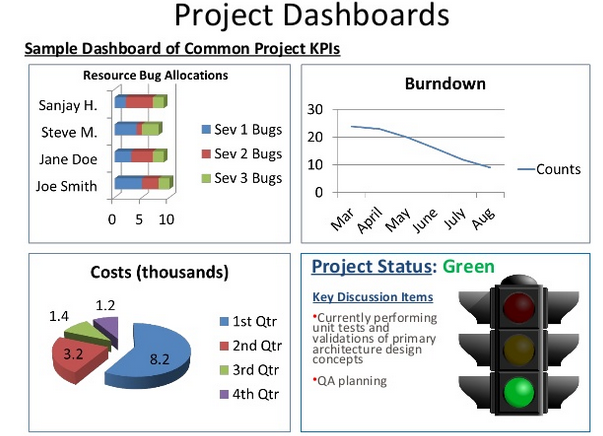 Project Dashboards
Sample Dashboard of Common Project KPIs
Resource Bug Allocations
Sanjay H.
Steve M.
Jane Doe
Joe Smith
0 5 10
Sev 1 Bugs
Sev 2 Bugs
Sev 3 Bugs
Burndown
30
20
10
0
Mar April May June July Aug
Counts
Costs (thousands)
1.2
1.4
3.2
8.2
1st Qtr
2nd Qtr
3rd Qtr
4th Qtr
Project Status: Green
Key Discussion Items
•Currently performing
unit tests and
validations of primary
architecture design
concepts
•QA planning